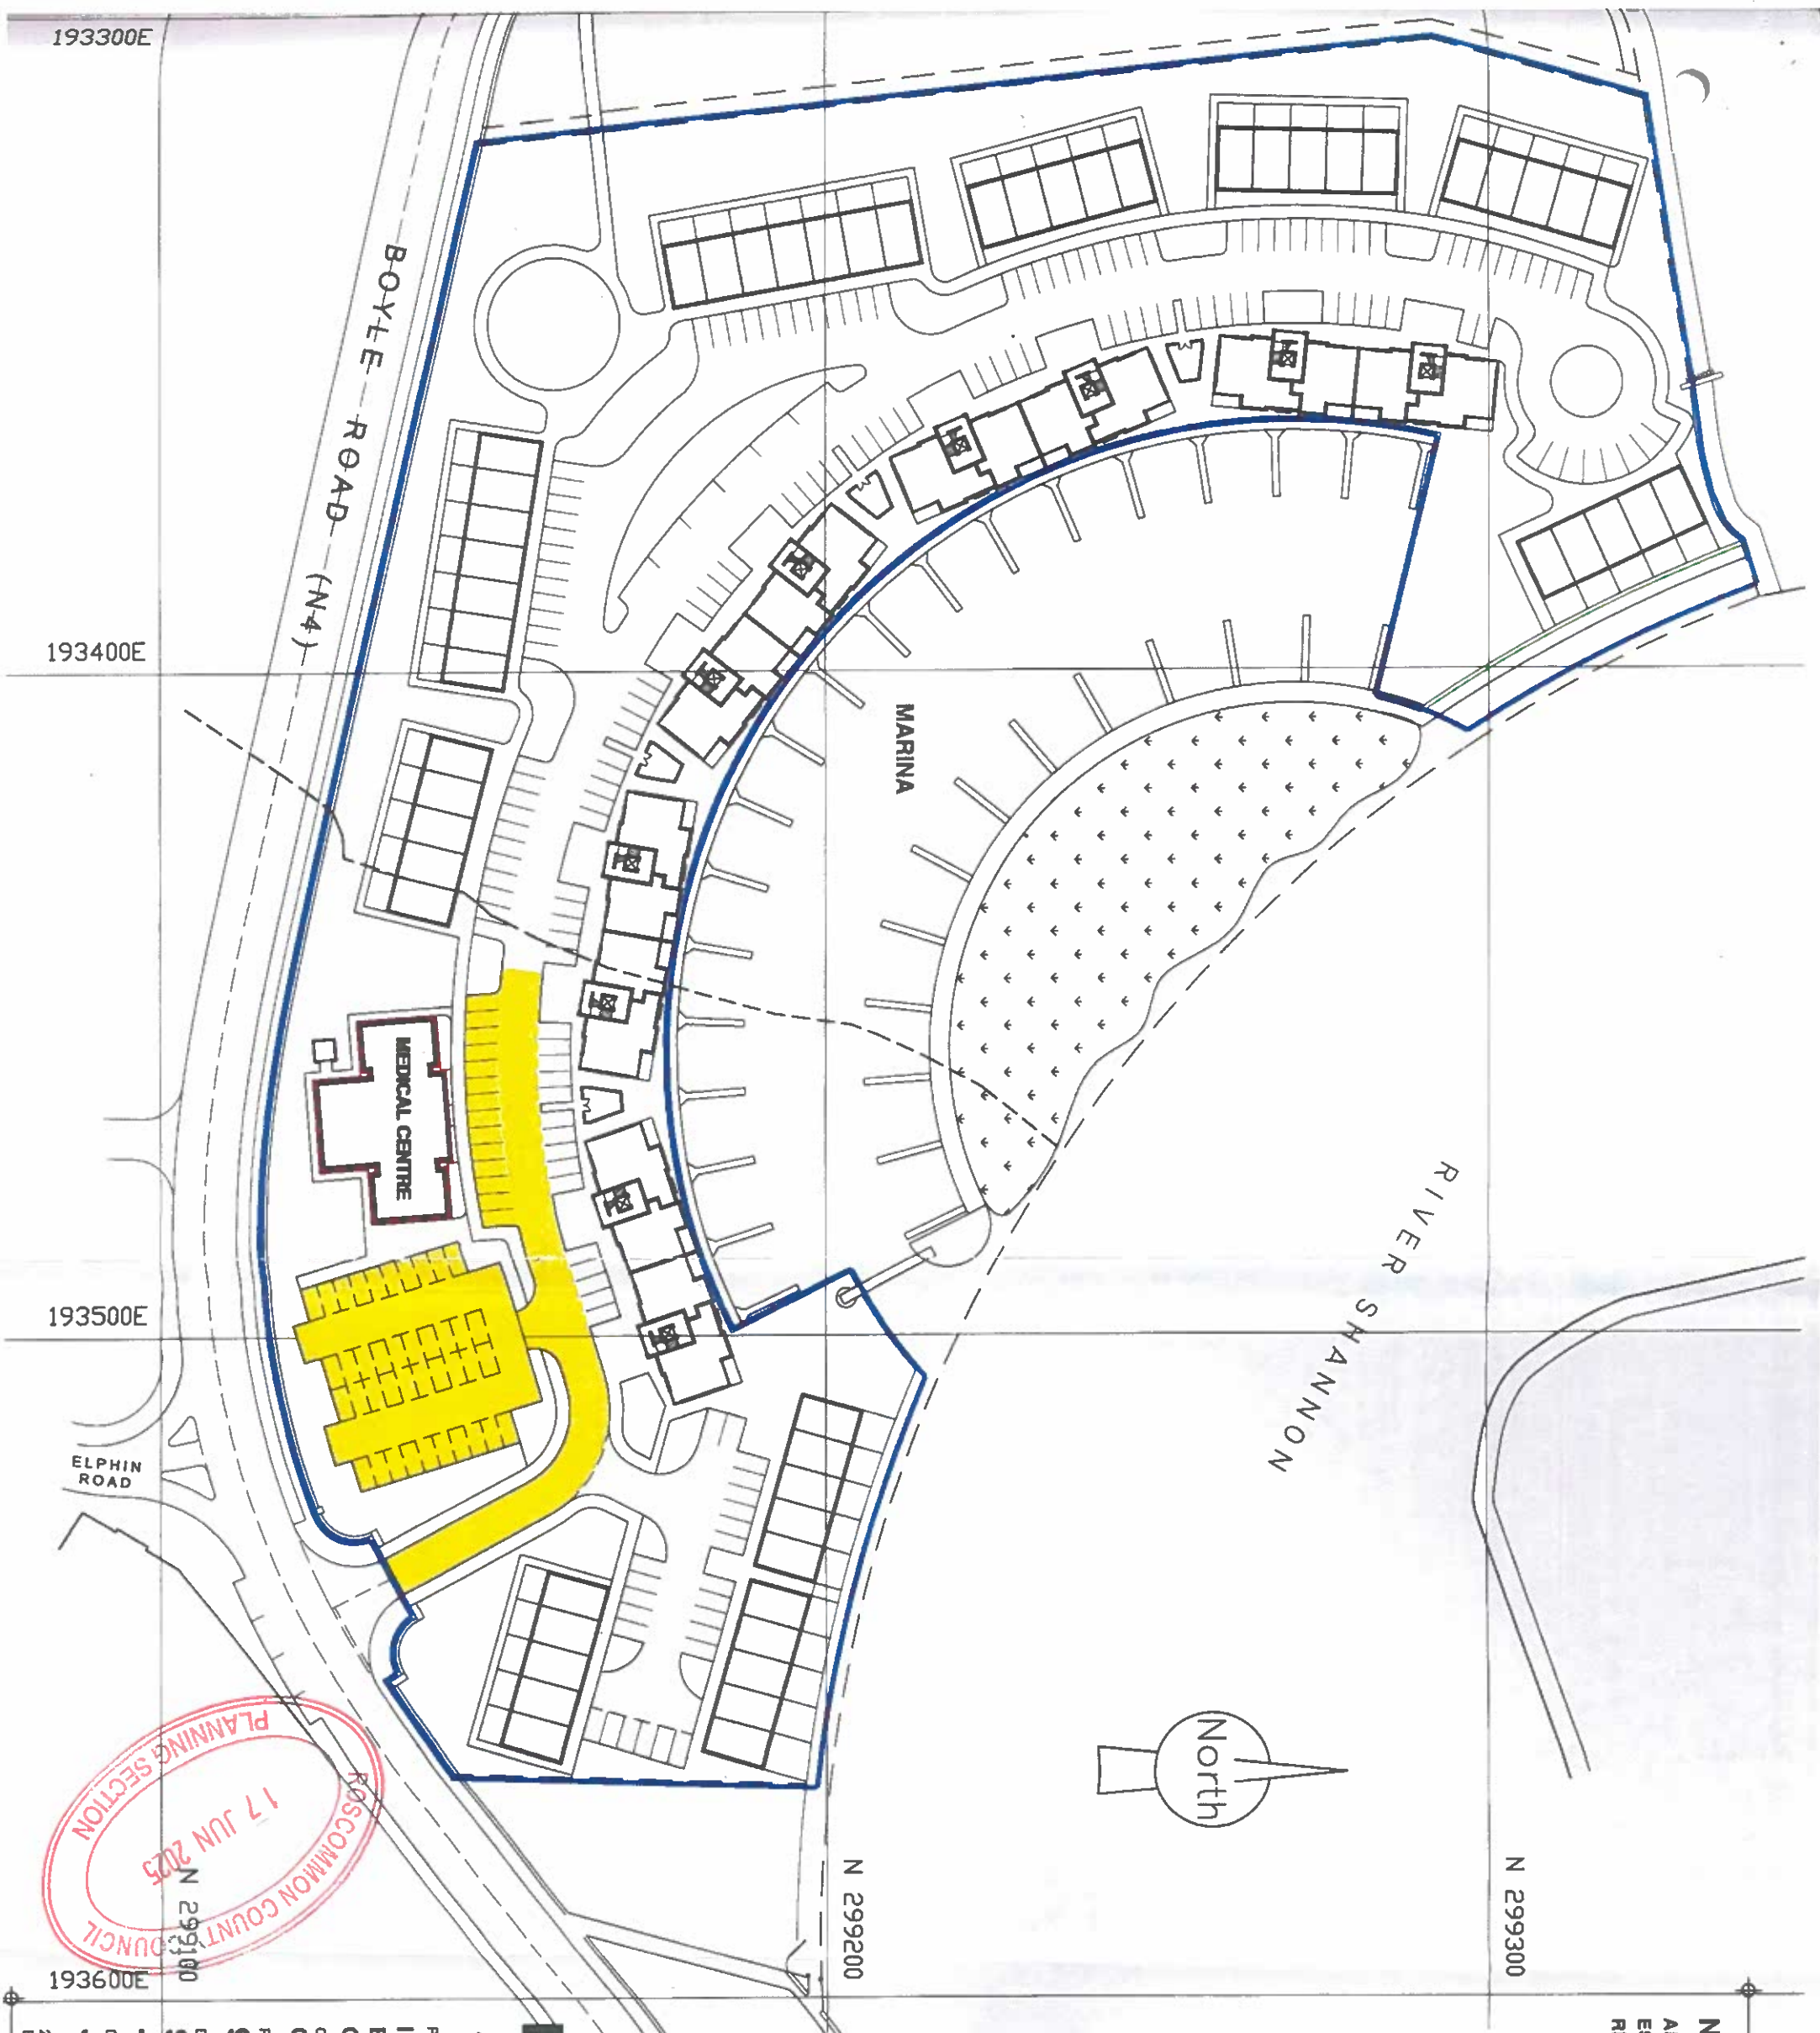 193300E
BOYLE ROAD (N4)
193400E
MARINA
MEDICAL CENTRE
RIVER SHANNON
193500E
ELPHIN
ROAD
North
ROSCOMMON COUNTY COUNCIL
17 JUN 2025
PLANNING SECTION
N 299100
N 299200
N 299300
193600E